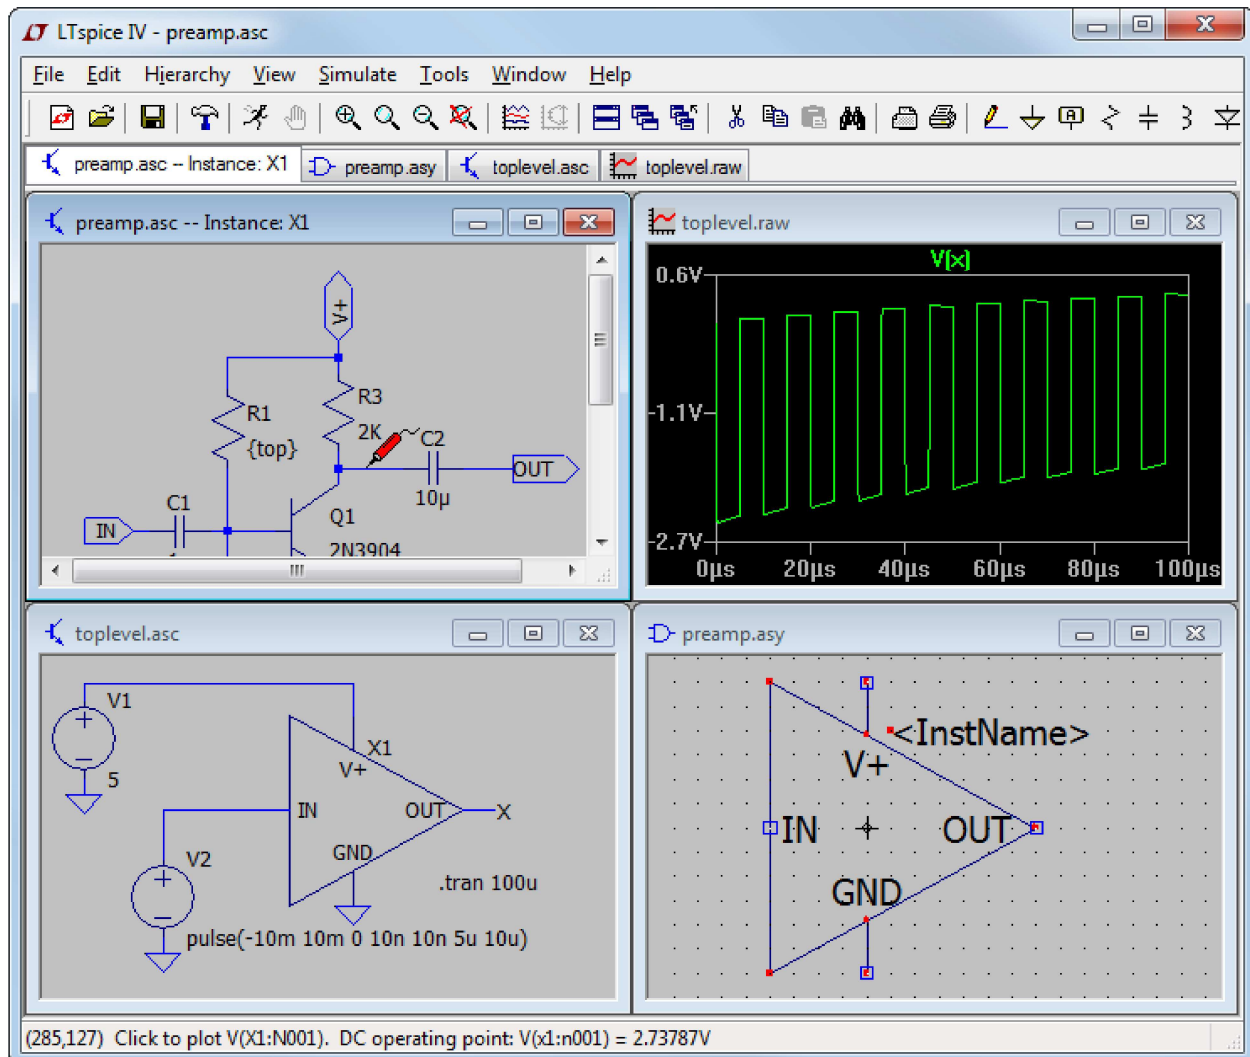 LTspice IV - preamp.asc
File Edit Hierarchy View Simulate Tools Window Help
preamp.asc -- Instance: X1
preamp.asy
toplevel.asc
toplevel.raw
preamp.asc -- Instance: X1
V+
R1
{top}
R3
2K
C2
10µ
OUT
C1
IN
Q1
2N3904
toplevel.raw
V(x)
0.6V
-1.1V
-2.7V
0µs 20µs 40µs 60µs 80µs 100µs
toplevel.asc
V1
5
X1
V+
IN
OUT
X
GND
V2
.tran 100u
pulse(-10m 10m 0 10n 10n 5u 10u)
preamp.asy
<InstName>
V+
IN
OUT
GND
(285,127) Click to plot V(X1:N001). DC operating point: V(x1:n001) = 2.73787V